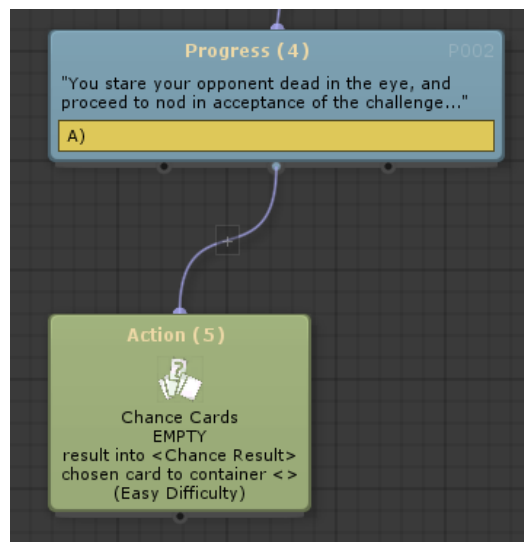 Progress (4)
P002
"You stare your opponent dead in the eye, and
proceed to nod in acceptance of the challenge..."
A)
Action (5)
?
Chance Cards
EMPTY
result into <Chance Result>
chosen card to container <>
(Easy Difficulty)